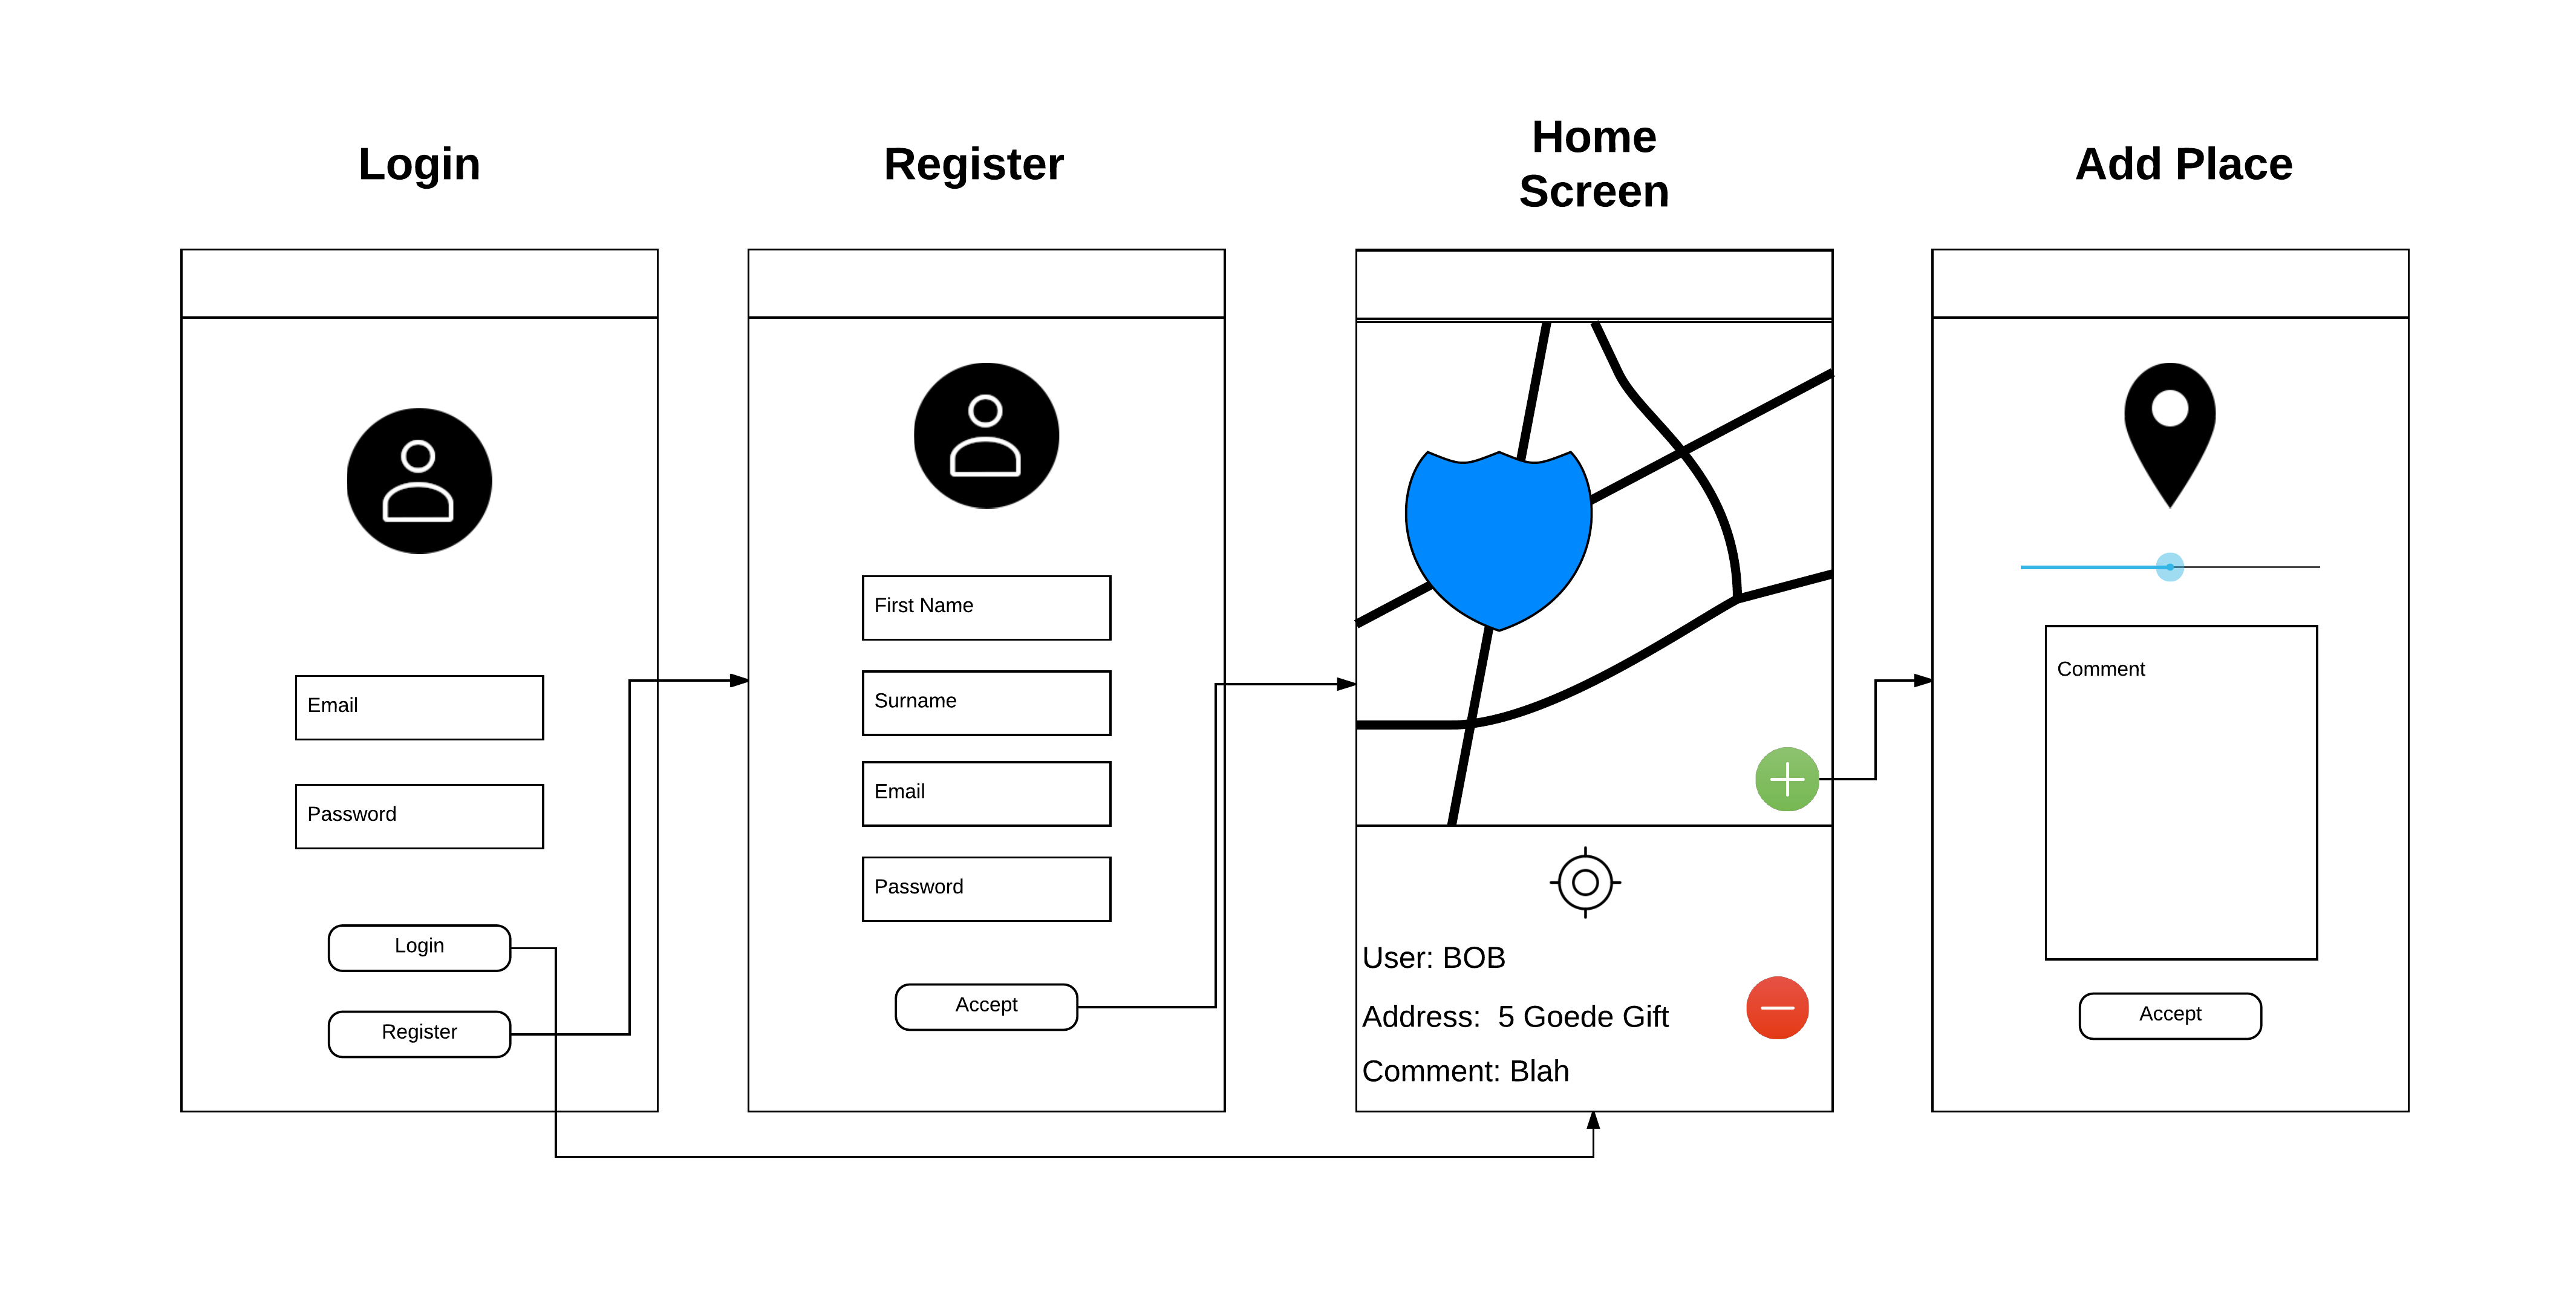 Login
Register
Home
Screen
Add Place
Email
Password
Login
Register
First Name
Surname
Email
Password
Accept
User: BOB
Address:  5 Goede Gift
Comment: Blah
Comment
Accept